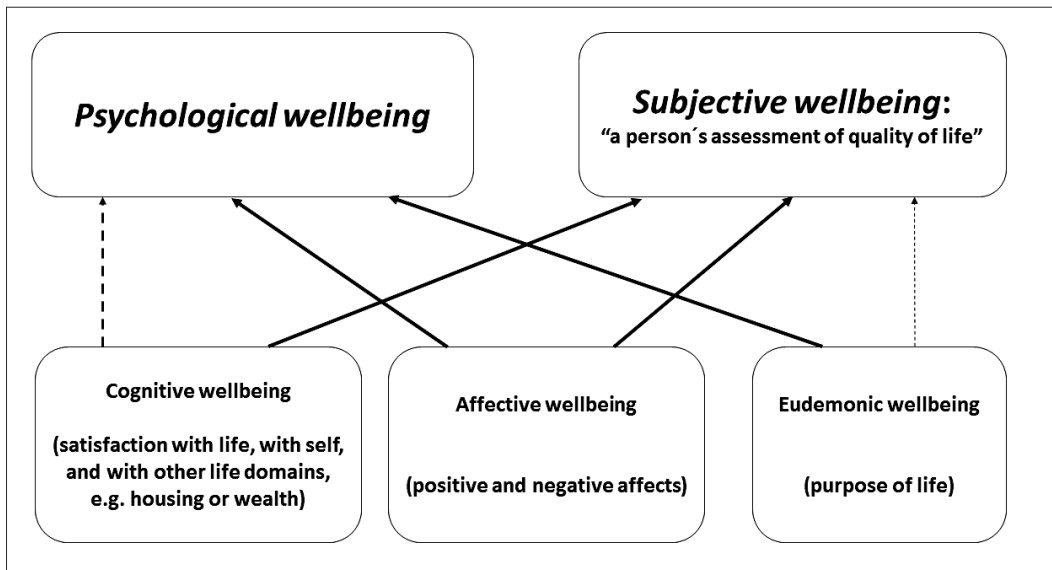 Psychological wellbeing
Subjective wellbeing:
“a person´s assessment of quality of life”
Cognitive wellbeing
(satisfaction with life, with self,
and with other life domains,
e.g. housing or wealth)
Affective wellbeing
(positive and negative affects)
Eudemonic wellbeing
(purpose of life)